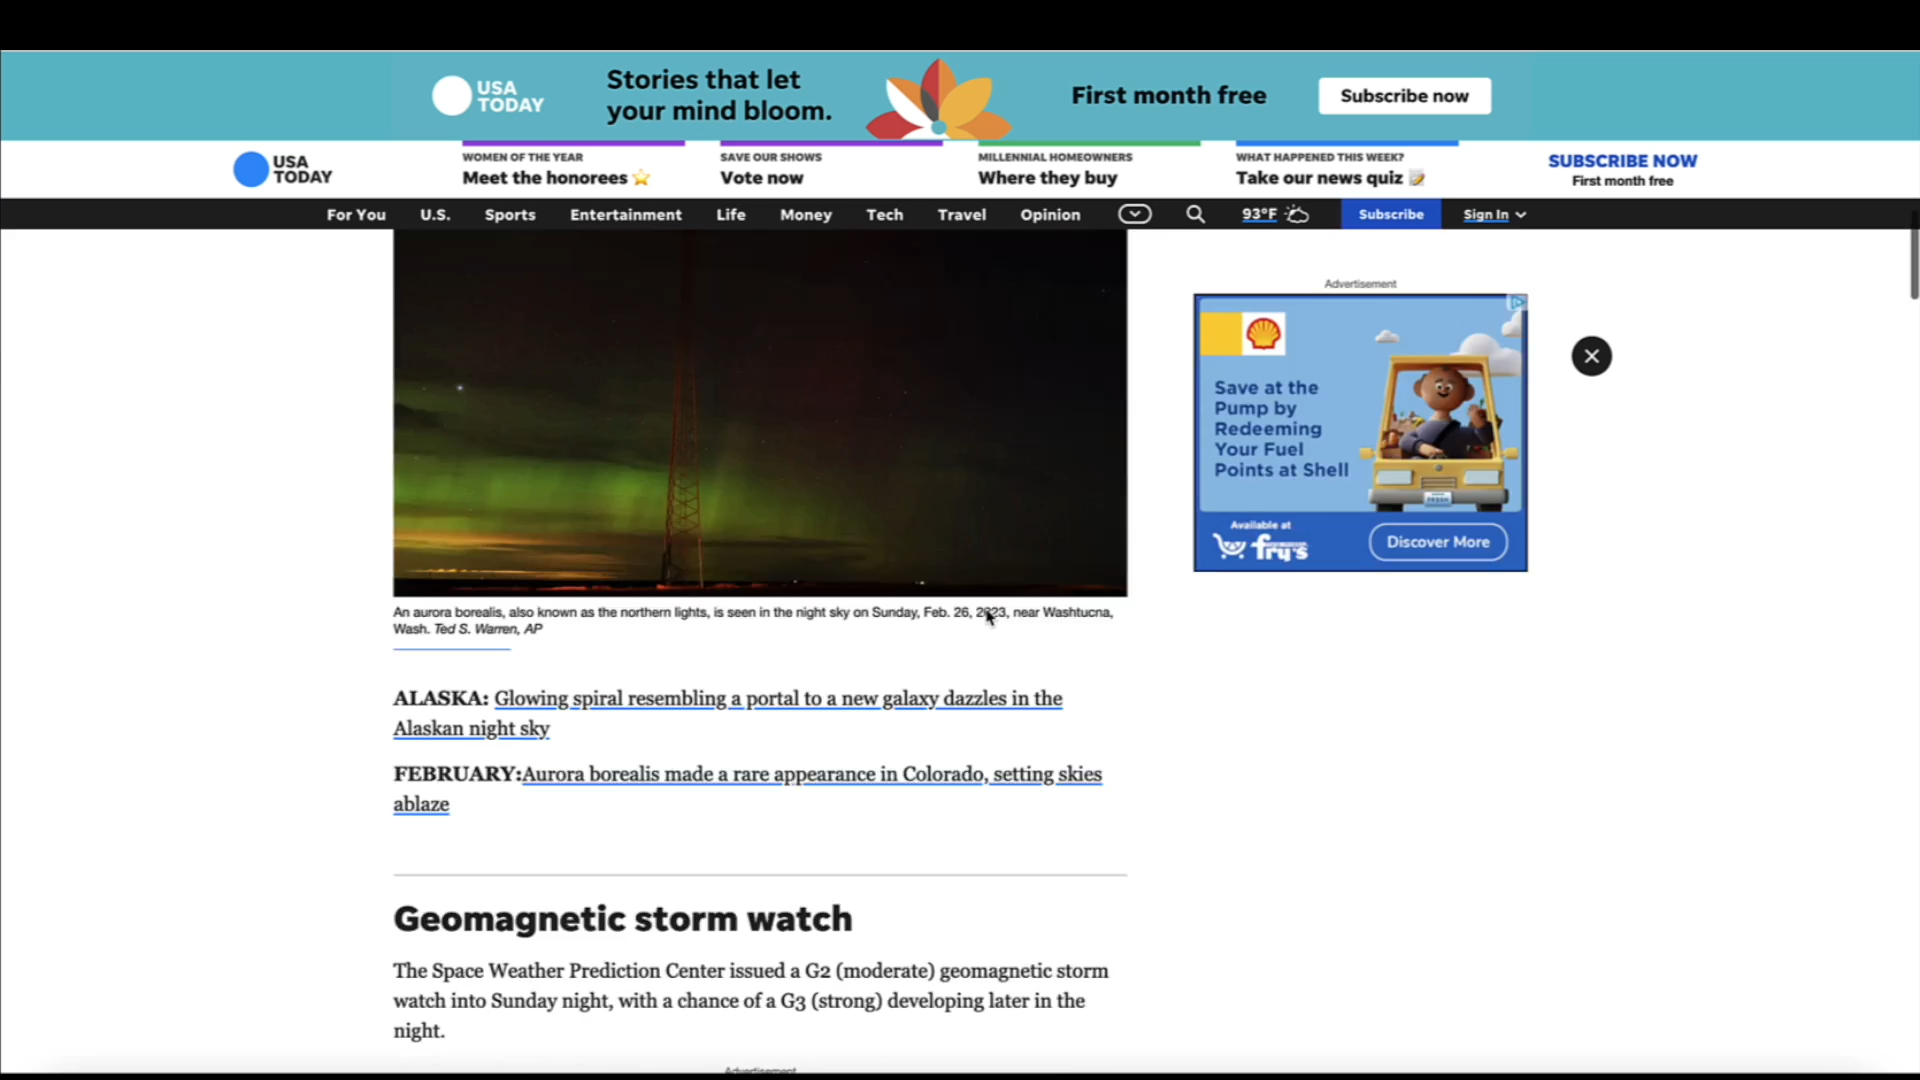 USA
TODAY
Stories that let
your mind bloom.
First month free
Subscribe now
USA
TODAY
WOMEN OF THE YEAR
Meet the honorees
SAVE OUR SHOWS
Vote now
MILLENNIAL HOMEOWNERS
Where they buy
WHAT HAPPENED THIS WEEK?
Take our news quiz
SUBSCRIBE NOW
First month free
For You U.S. Sports Entertainment Life Money Tech Travel Opinion 93°F Subscribe Sign In
An aurora borealis, also known as the northern lights, is seen in the night sky on Sunday, Feb. 26, 2023, near Washtucna,
Wash. Ted S. Warren, AP
ALASKA: Glowing spiral resembling a portal to a new galaxy dazzles in the
Alaskan night sky
FEBRUARY:Aurora borealis made a rare appearance in Colorado, setting skies
ablaze
Geomagnetic storm watch
The Space Weather Prediction Center issued a G2 (moderate) geomagnetic storm
watch into Sunday night, with a chance of a G3 (strong) developing later in the
night.
Advertisement
Advertisement
Save at the
Pump by
Redeeming
Your Fuel
Points at Shell
FRESH
Available at
fry's
Discover More